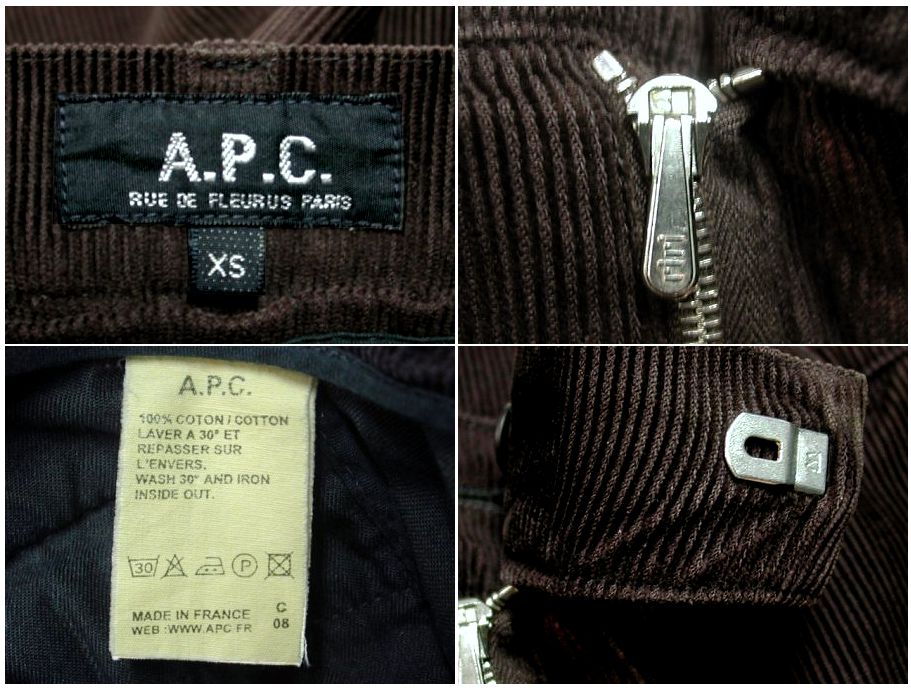 A.P.C.
RUE DE FLEURUS PARIS
XS
A.P.C.
100% COTON / COTTON
LAVER A 30° ET
REPASSER SUR
L'ENVERS.
WASH 30° AND IRON
INSIDE OUT.
30 P
MADE IN FRANCE
WEB :WWW.APC.FR
C
08